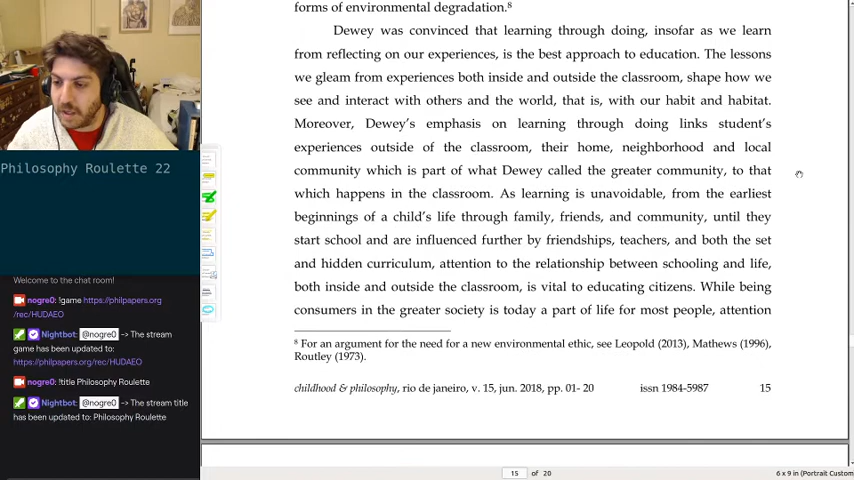 forms of environmental degradation.⁸
Dewey was convinced that learning through doing, insofar as we learn
from reflecting on our experiences, is the best approach to education. The lessons
we gleam from experiences both inside and outside the classroom, shape how we
see and interact with others and the world, that is, with our habit and habitat.
Moreover, Dewey's emphasis on learning through doing links student's
experiences outside of the classroom, their home, neighborhood and local
community which is part of what Dewey called the greater community, to that
which happens in the classroom. As learning is unavoidable, from the earliest
beginnings of a child's life through family, friends, and community, until they
start school and are influenced further by friendships, teachers, and both the set
and hidden curriculum, attention to the relationship between schooling and life,
both inside and outside the classroom, is vital to educating citizens. While being
consumers in the greater society is today a part of life for most people, attention
⁸ For an argument for the need for a new environmental ethic, see Leopold (2013), Mathews (1996),
Routley (1973).
childhood & philosophy, rio de janeiro, v. 15, jun. 2018, pp. 01- 20 issn 1984-5987 15
Philosophy Roulette 22
Welcome to the chat room!
nogre0: !game https://philpapers.org
/rec/HUDAEO
Nightbot: @nogre0 -> The stream
game has been updated to:
https://philpapers.org/rec/HUDAEO
nogre0: !title Philosophy Roulette
Nightbot: @nogre0 -> The stream title
has been updated to: Philosophy Roulette
15 of 20
6 x 9 in (Portrait Custom